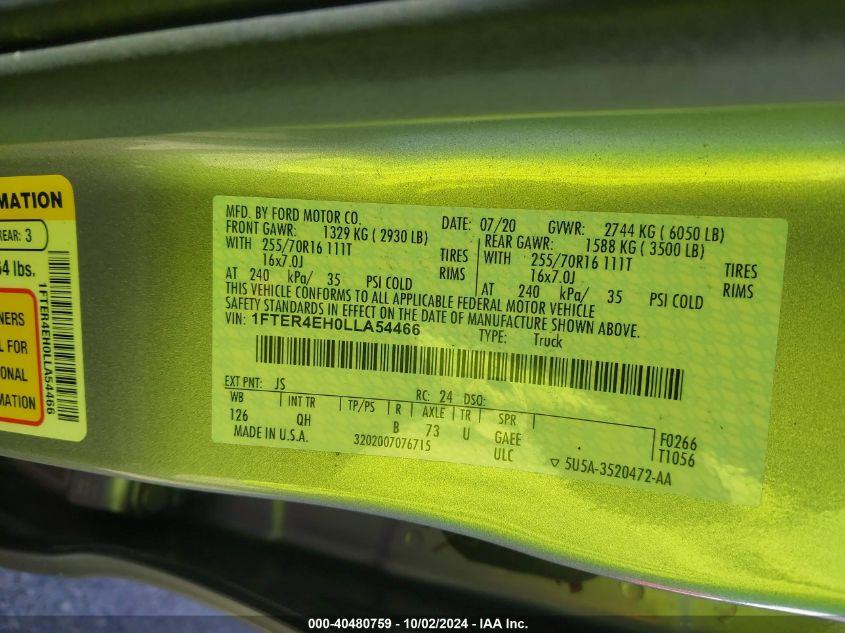 MATION
REAR: 3
64 lbs.
NERS
L FOR
ONAL
MATION
1FTER4EH0LLA54466
MFD. BY FORD MOTOR CO. DATE: 07/20 GVWR: 2744 KG ( 6050 LB)
FRONT GAWR: 1329 KG ( 2930 LB) REAR GAWR: 1588 KG ( 3500 LB)
WITH 255/70R16 111T TIRES WITH 255/70R16 111T TIRES
16x7.0J RIMS 16x7.0J RIMS
AT 240 kPa/ 35 PSI COLD AT 240 kPa/ 35 PSI COLD
THIS VEHICLE CONFORMS TO ALL APPLICABLE FEDERAL MOTOR VEHICLE
SAFETY STANDARDS IN EFFECT ON THE DATE OF MANUFACTURE SHOWN ABOVE.
VIN: 1FTER4EH0LLA54466
TYPE: Truck
EXT PNT: JS RC: 24 DSO:
WB INT TR TP/PS R AXLE TR SPR
126 QH B 73 U GAEE F0266
ULC T1056
MADE IN U.S.A. 3202007076715
▽ 5U5A-3520472-AA
000-40480759 - 10/02/2024 - IAA Inc.